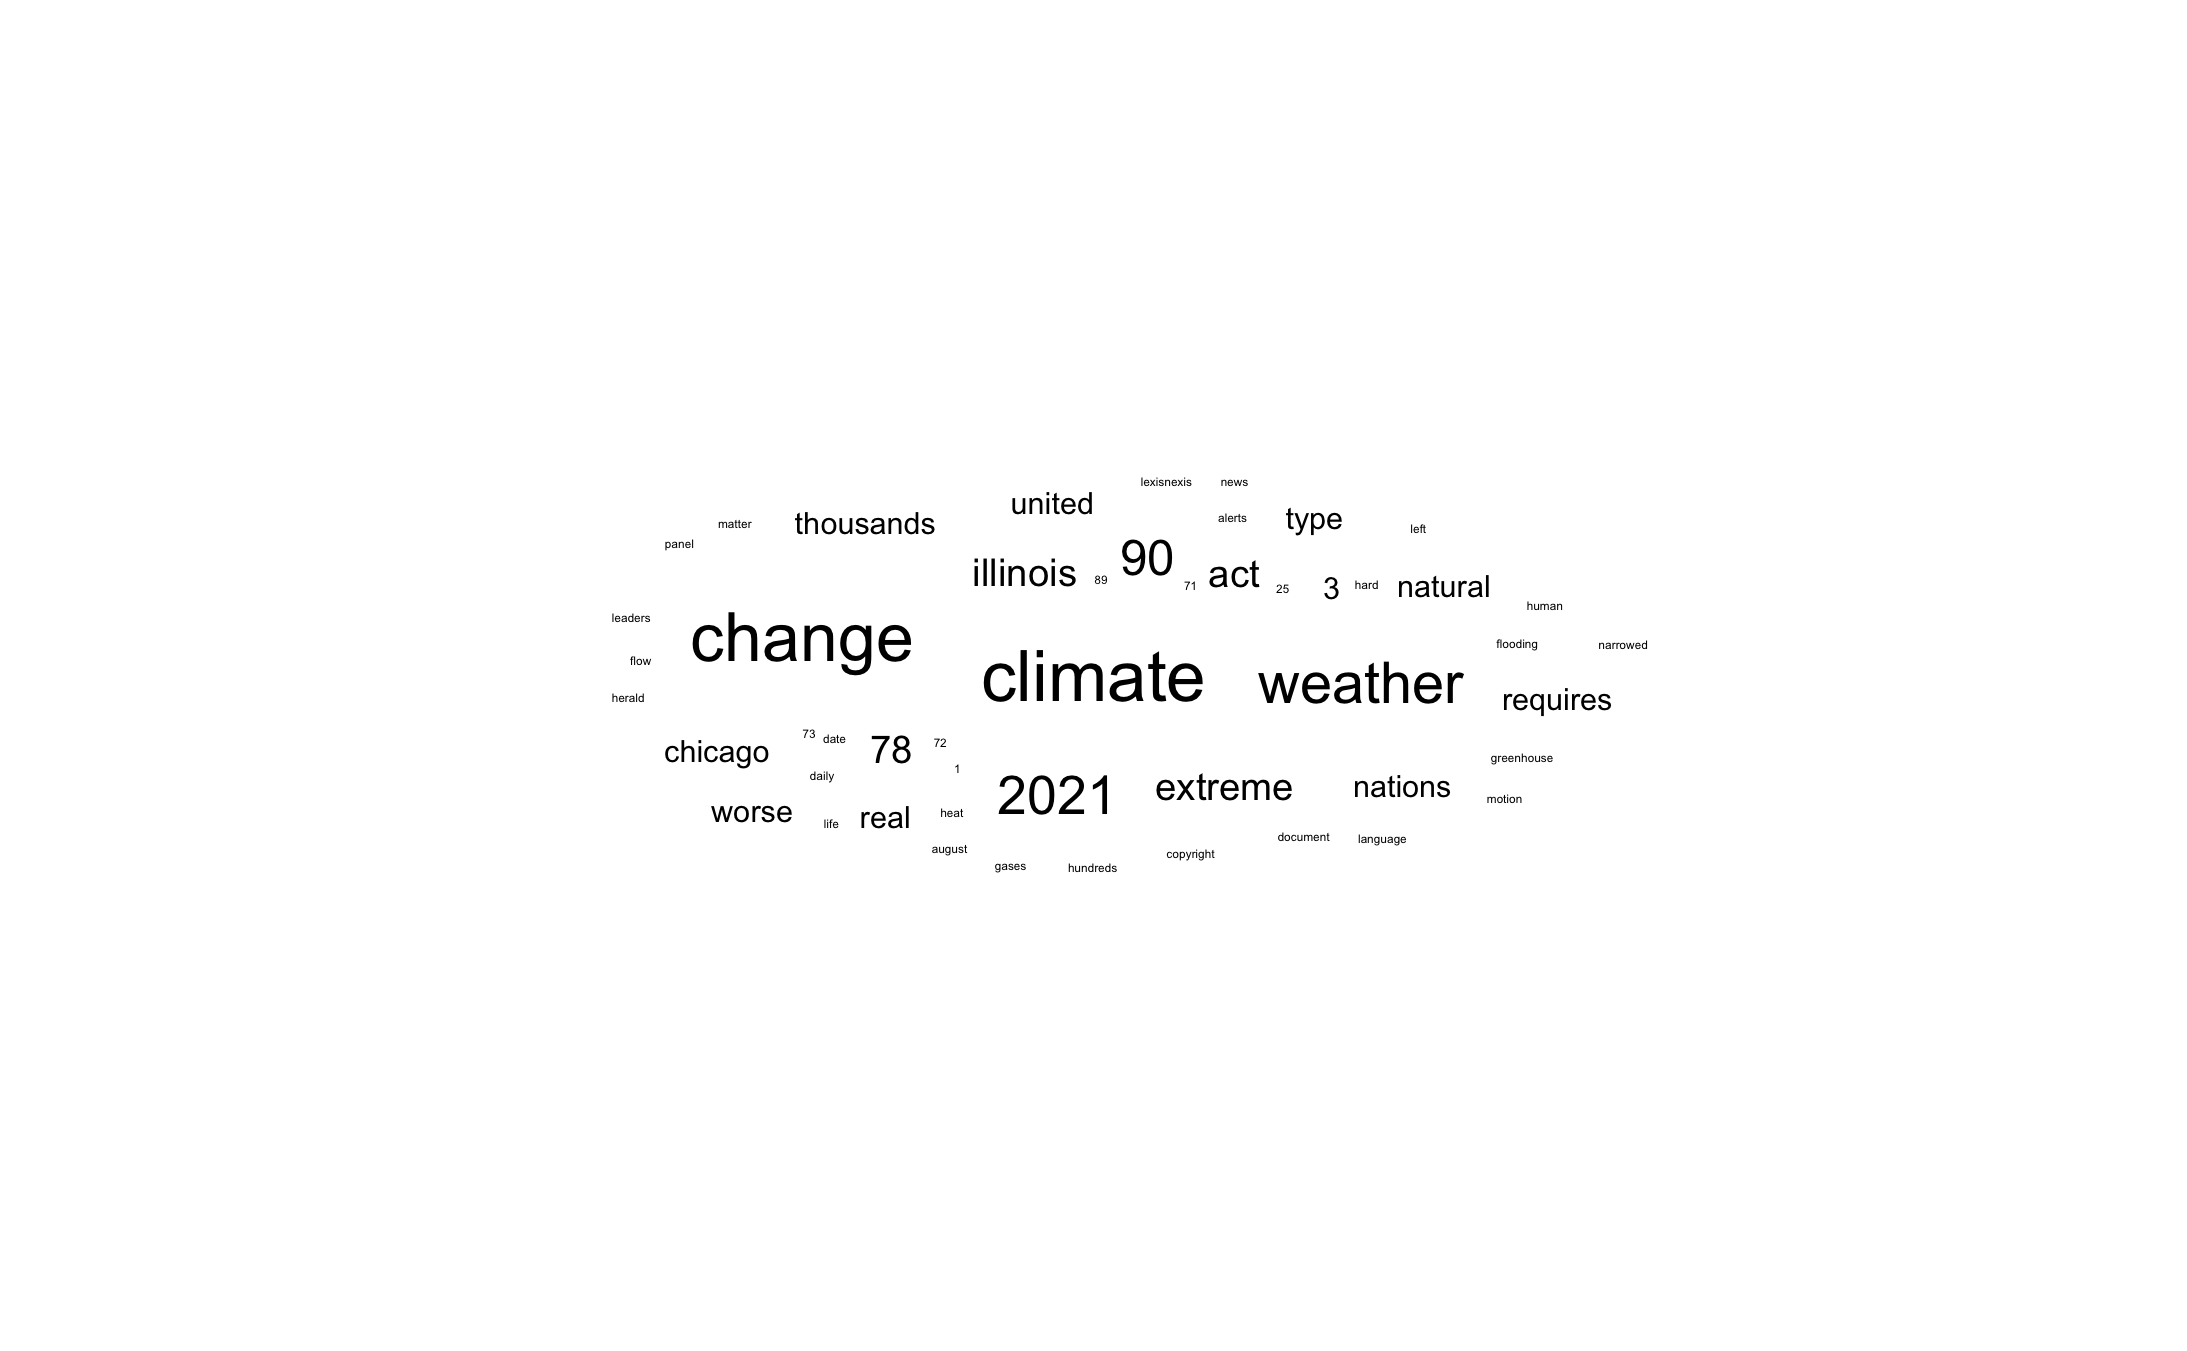 lexisnexis news
united
thousands
matter
alerts
type
left
panel
90
illinois 89
71 act 25 3 hard natural
human
leaders
change
flooding narrowed
flow
climate weather
herald
requires
chicago 73 date 78 72
greenhouse
daily
1
2021 extreme nations
motion
worse life real heat
document language
august
copyright
gases hundreds